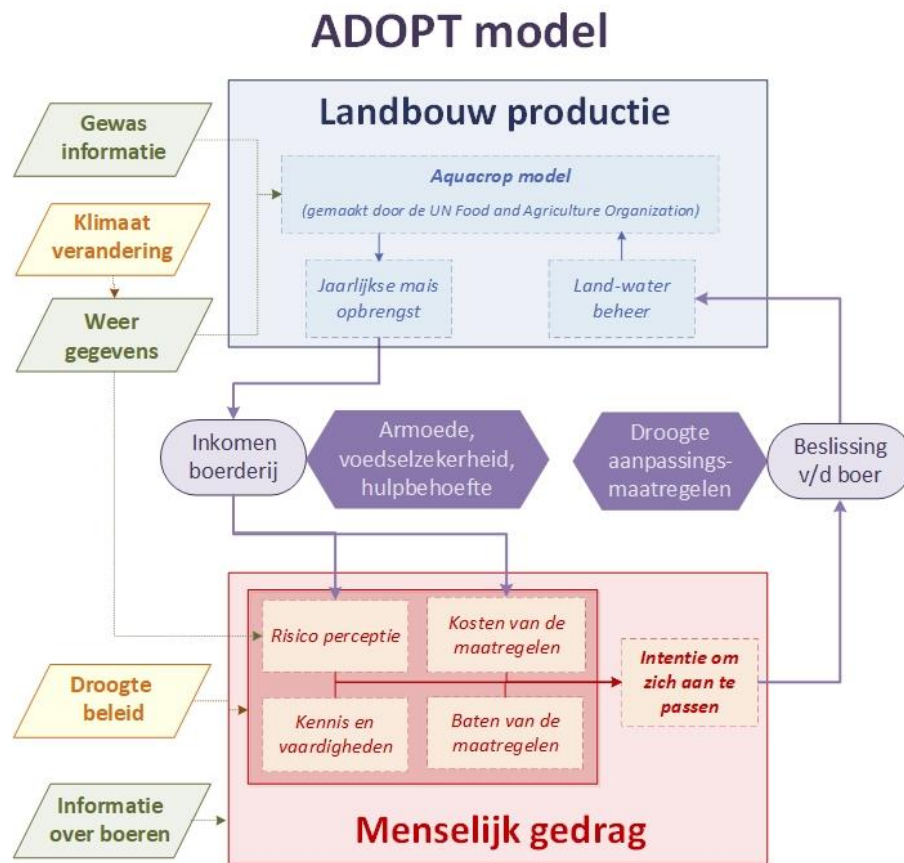 ADOPT model
Landbouw productie
Gewas
informatie
Aquacrop model
(gemaakt door de UN Food and Agriculture Organization)
Klimaat
verandering
Jaarlijkse mais
opbrengst
Land-water
beheer
Weer
gegevens
Inkomen
boerderij
Armoede,
voedselzekerheid,
hulpbehoefte
Droogte
aanpassings-
maatregelen
Beslissing
v/d boer
Risico perceptie
Kosten van de
maatregelen
Intentie om
zich aan te
passen
Droogte
beleid
Kennis en
vaardigheden
Baten van de
maatregelen
Informatie
over boeren
Menselijk gedrag